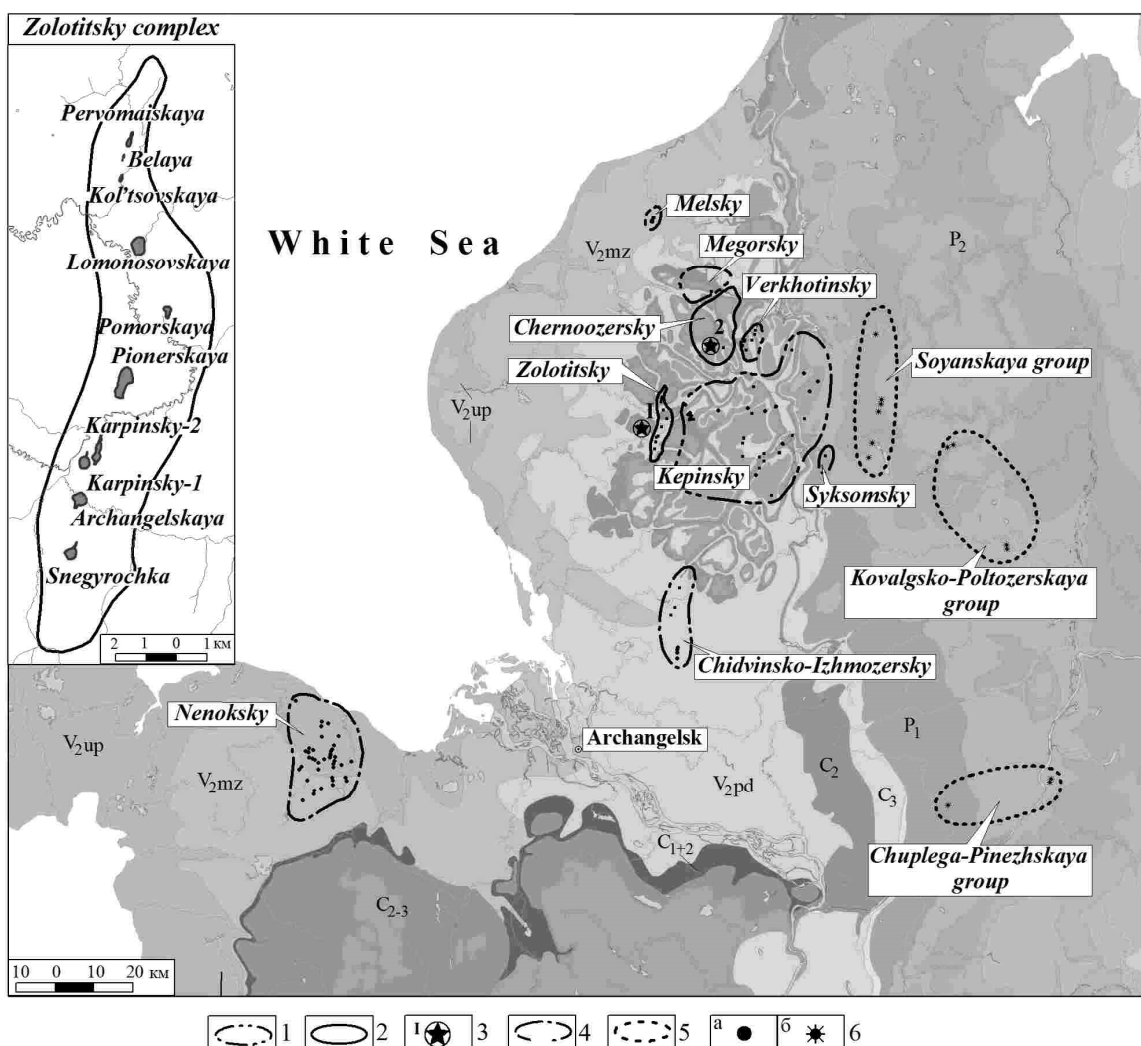 Zolotitsky complex
Pervomaiskaya
Belaya
Kol'tsovskaya
Lomonosovskaya
Pomorskaya
Pionerskaya
Karpinsky-2
Karpinsky-1
Archangelskaya
Snegyrochka
2 1 0 1 км
White Sea
Melsky
V₂mz
Megorsky
P₂
Verkhotinsky
Chernoozersky
2
Soyanskaya group
Zolotitsky
V₂up
1
Kepinsky
Syksomsky
Kovalgsko-Poltozerskaya
group
Chidvinsko-Izhmozersky
Nenoksky
Archangelsk
V₂up
V₂mz
V₂pd
C₂
C₃
P₁
C₁₊₂
Chuplega-Pinezhskaya
group
C₂₋₃
10 0 10 20 км
1 2 1 3 4 5 а б 6